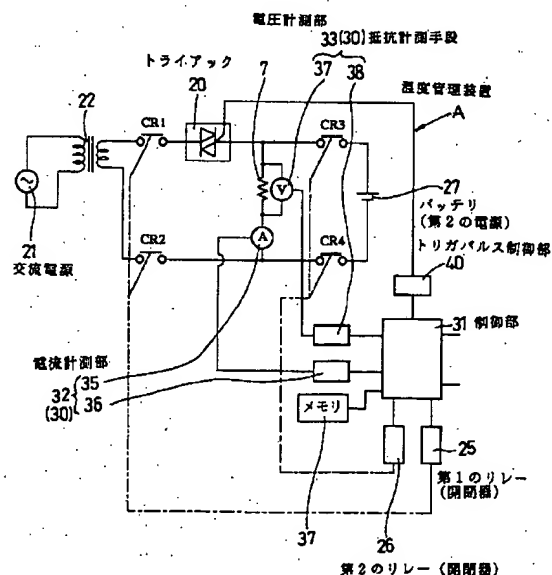 電圧計測部
33(30)抵抗計測手段
37 38
トライアック
7
温度管理装置
20
A
22
CR1
CR3
V
27
バッテリ
(第2の電源)
21
交流電源
A
CR2
CR4
トリガパルス制御部
40
31 制御部
電流計測部
32 35
(30) 36
メモリ
25
第1のリレー
(開閉器)
37
26
第2のリレー(開閉器)